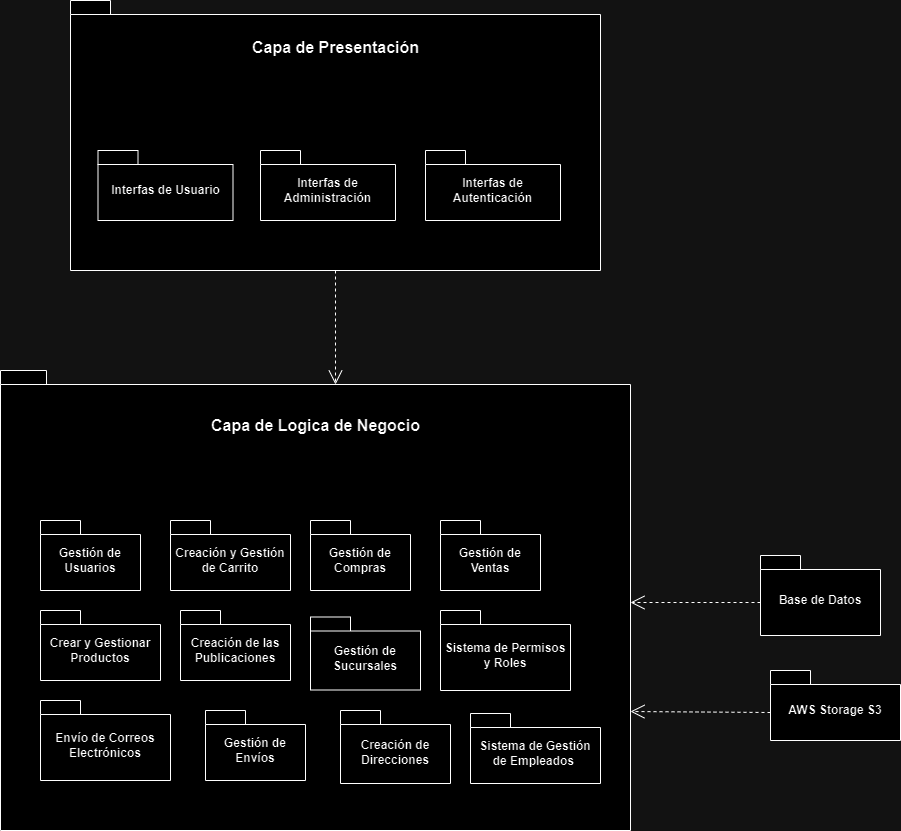 Capa de Presentación
Interfas de Usuario
Interfas de
Administración
Interfas de
Autenticación
Capa de Logica de Negocio
Gestión de
Usuarios
Creación y Gestión
de Carrito
Gestión de
Compras
Gestión de
Ventas
Base de Datos
Crear y Gestionar
Productos
Creación de las
Publicaciones
Gestión de
Sucursales
Sistema de Permisos
y Roles
AWS Storage S3
Envío de Correos
Electrónicos
Gestión de
Envíos
Creación de
Direcciones
Sistema de Gestión
de Empleados